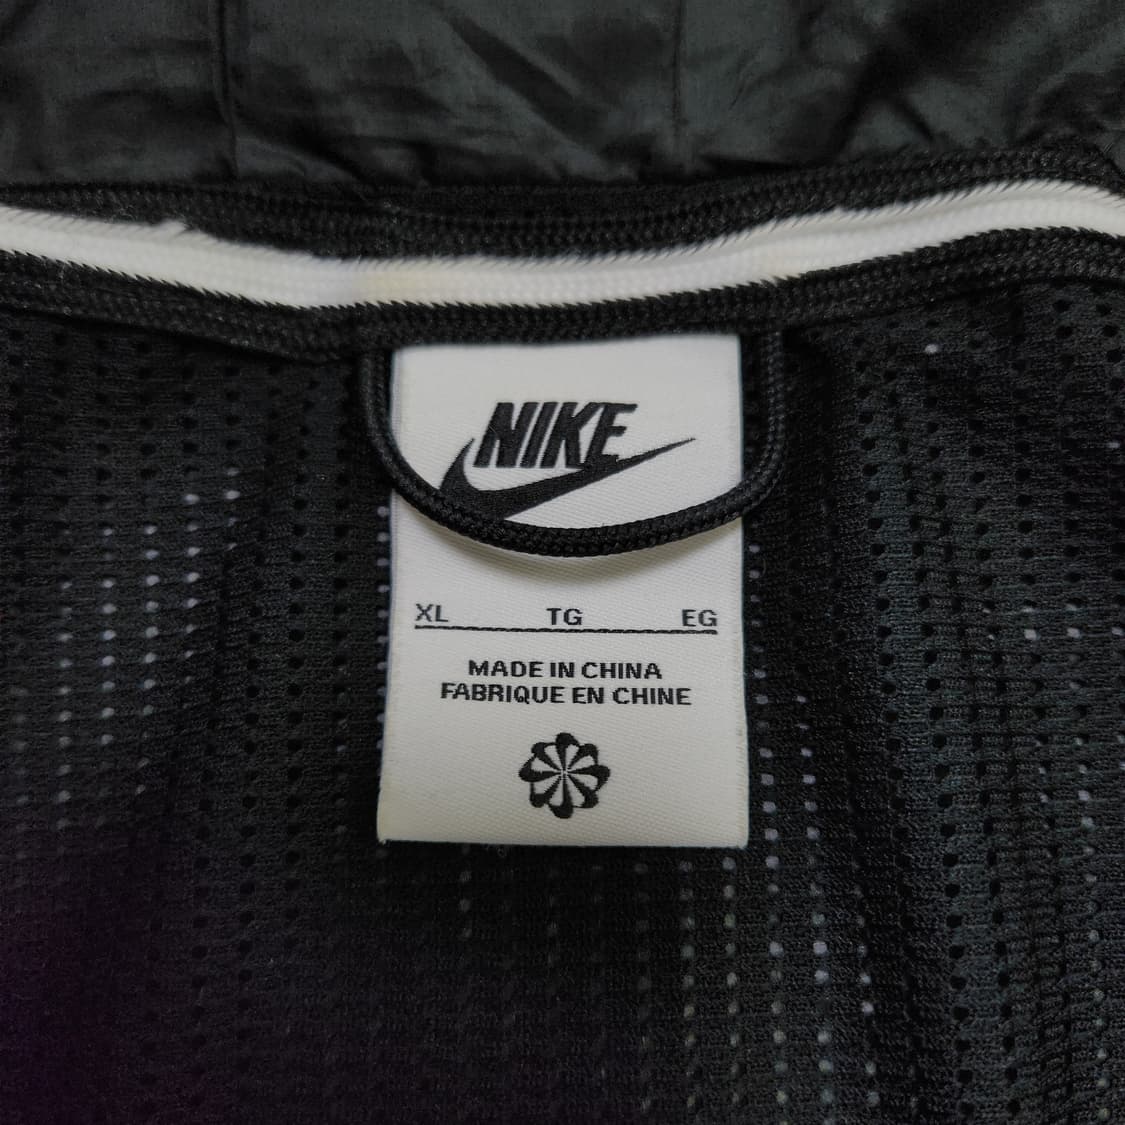 NIKE
XL TG EG
MADE IN CHINA
FABRIQUE EN CHINE